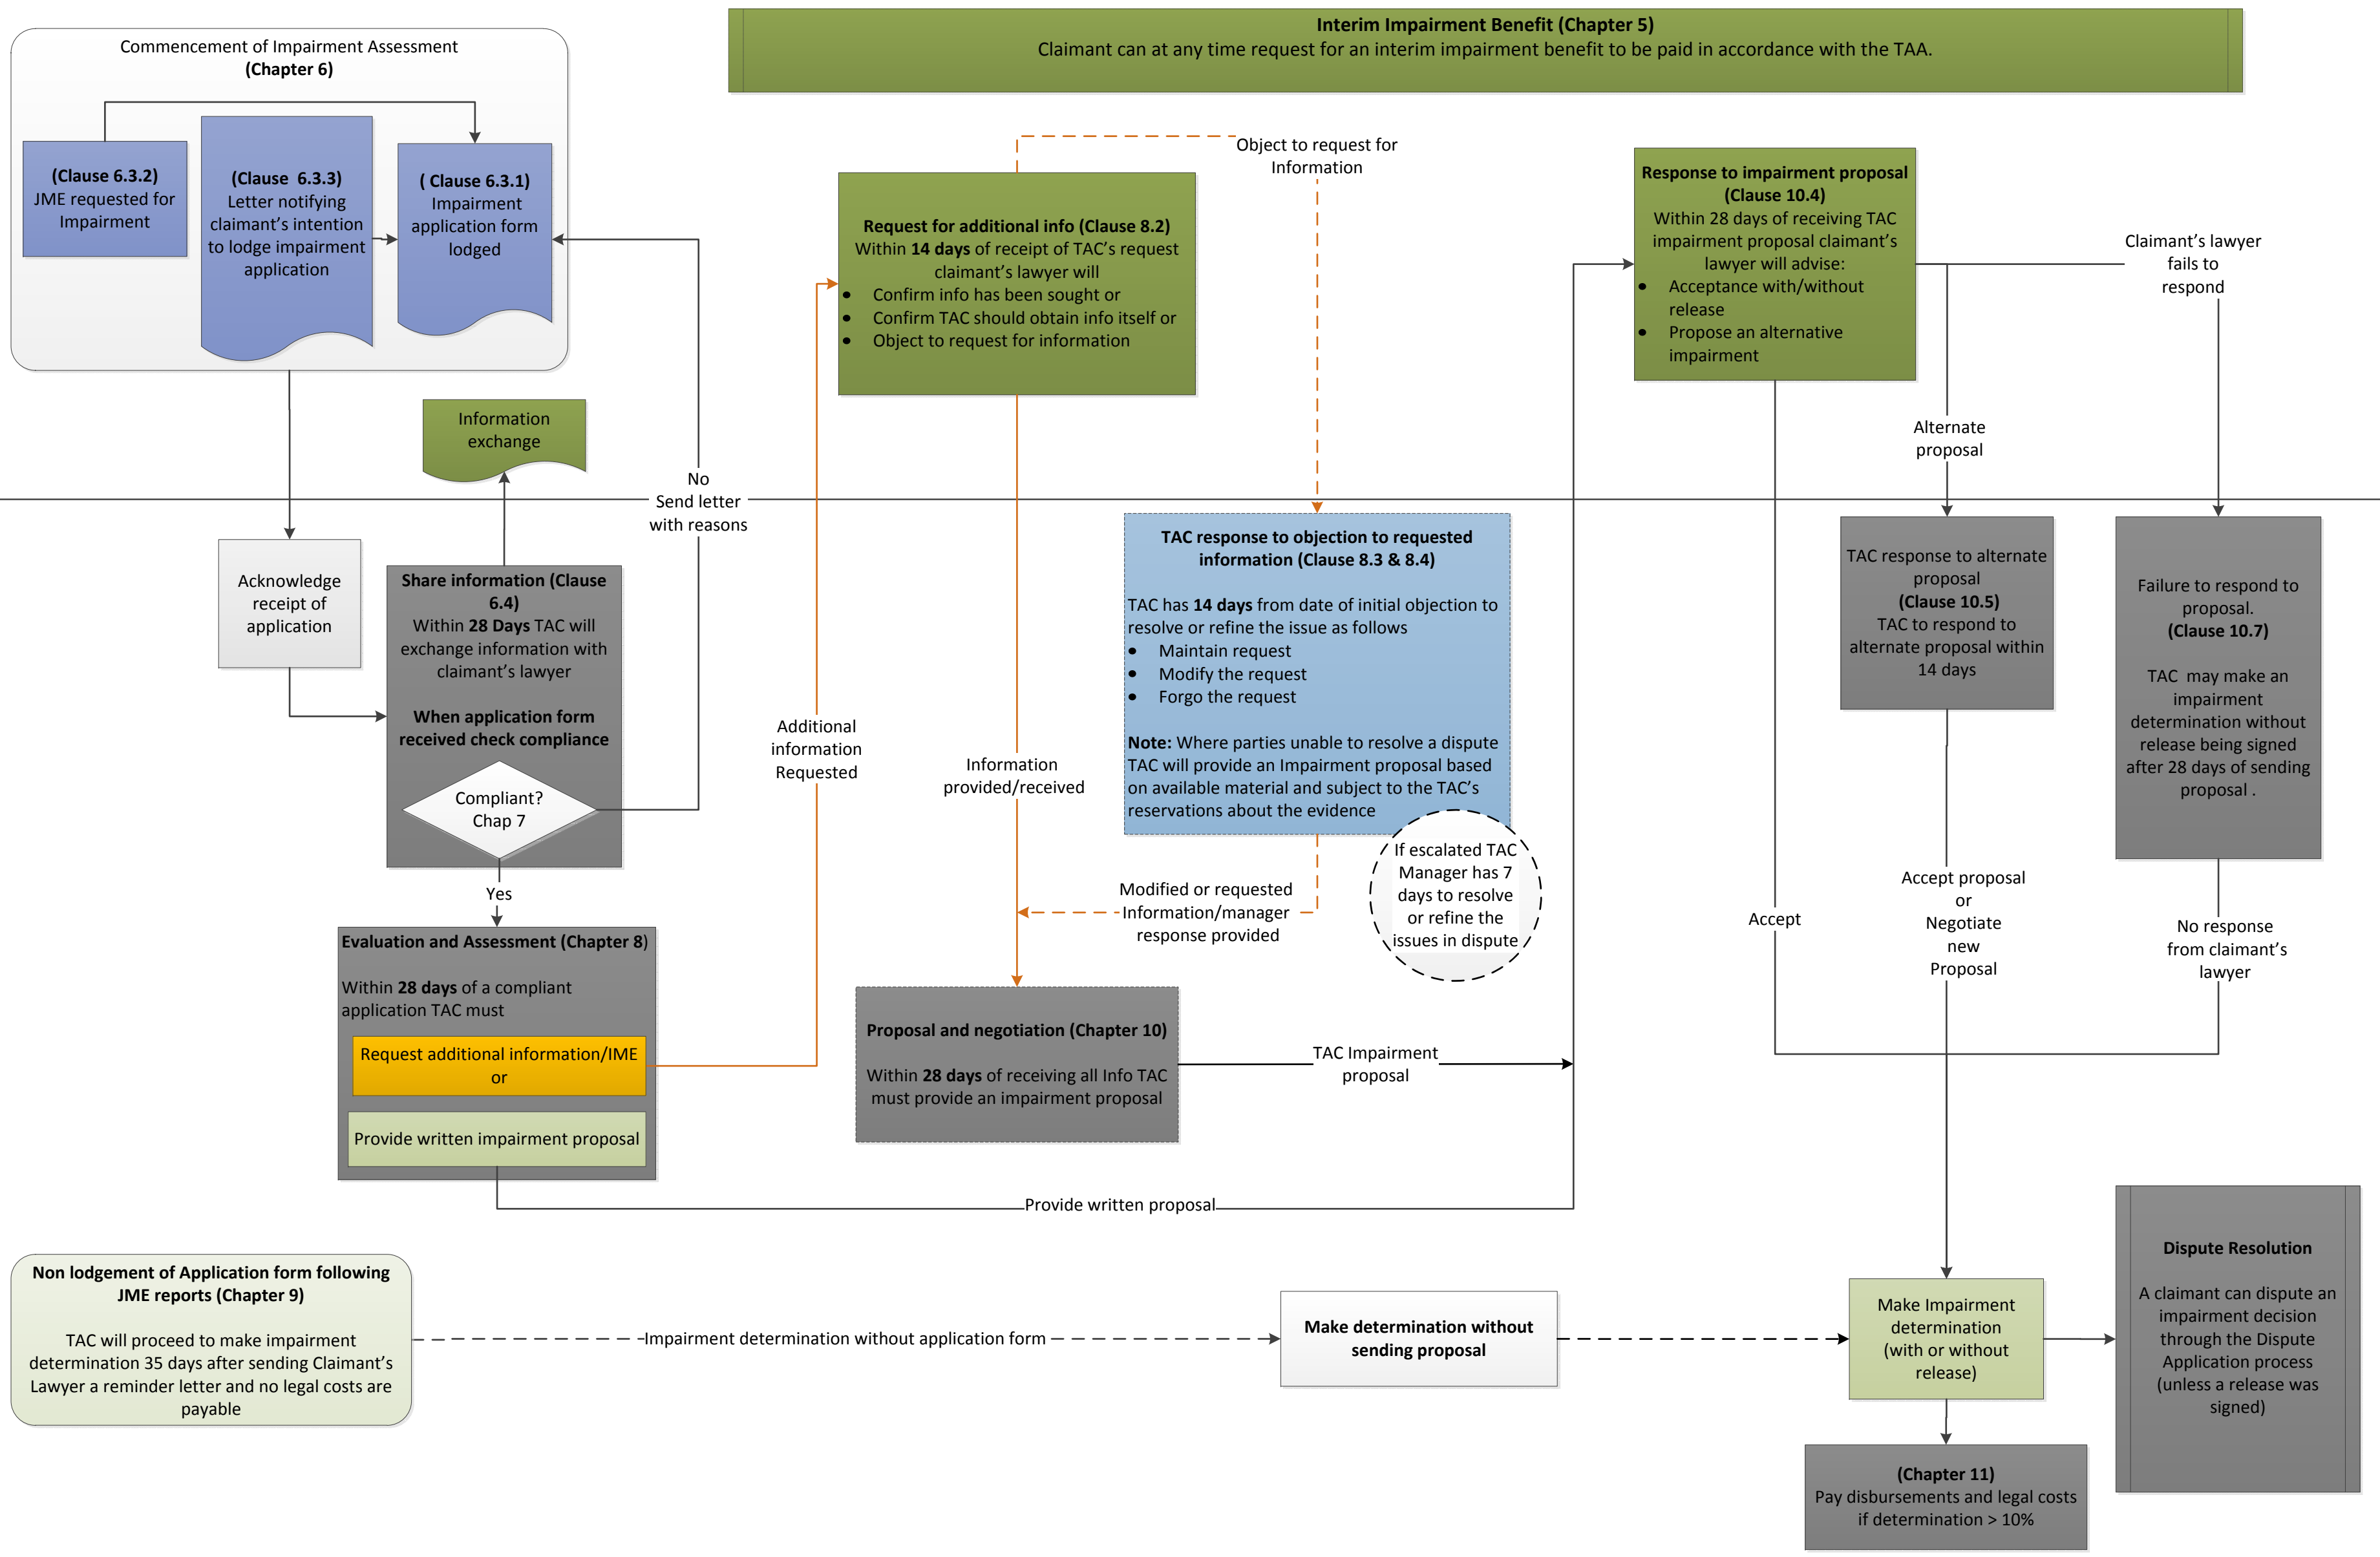 Interim Impairment Benefit (Chapter 5)
Claimant can at any time request for an interim impairment benefit to be paid in accordance with the TAA.
Commencement of Impairment Assessment
(Chapter 6)
(Clause 6.3.2)
JME requested for
Impairment
(Clause  6.3.3)
Letter notifying
claimant’s intention
to lodge impairment
application
( Clause 6.3.1)
Impairment
application form
lodged
Information
exchange
No
Send letter
with reasons
Acknowledge
receipt of
application
Share information (Clause
6.4)
Within 28 Days TAC will
exchange information with
claimant’s lawyer
When application form
received check compliance
Compliant?
Chap 7
Yes
Evaluation and Assessment (Chapter 8)
Within 28 days of a compliant
application TAC must
Request additional information/IME
or
Provide written impairment proposal
Additional
information
Requested
Request for additional info (Clause 8.2)
Within 14 days of receipt of TAC’s request
claimant’s lawyer will
• Confirm info has been sought or
• Confirm TAC should obtain info itself or
• Object to request for information
Object to request for
Information
Information
provided/received
TAC response to objection to requested
information (Clause 8.3 & 8.4)
TAC has 14 days from date of initial objection to
resolve or refine the issue as follows
• Maintain request
• Modify the request
• Forgo the request
Note: Where parties unable to resolve a dispute
TAC will provide an Impairment proposal based
on available material and subject to the TAC’s
reservations about the evidence
If escalated TAC
Manager has 7
days to resolve
or refine the
issues in dispute
Modified or requested
Information/manager
response provided
Proposal and negotiation (Chapter 10)
Within 28 days of receiving all Info TAC
must provide an impairment proposal
TAC Impairment
proposal
Provide written proposal
Response to impairment proposal
(Clause 10.4)
Within 28 days of receiving TAC
impairment proposal claimant’s
lawyer will advise:
• Acceptance with/without
release
• Propose an alternative
impairment
Claimant’s lawyer
fails to
respond
Alternate
proposal
TAC response to alternate
proposal
(Clause 10.5)
TAC to respond to
alternate proposal within
14 days
Failure to respond to
proposal.
(Clause 10.7)
TAC  may make an
impairment
determination without
release being signed
after 28 days of sending
proposal .
Accept
Accept proposal
or
Negotiate
new
Proposal
No response
from claimant’s
lawyer
Non lodgement of Application form following
JME reports (Chapter 9)
TAC will proceed to make impairment
determination 35 days after sending Claimant’s
Lawyer a reminder letter and no legal costs are
payable
Impairment determination without application form
Make determination without
sending proposal
Make Impairment
determination
(with or without
release)
Dispute Resolution
A claimant can dispute an
impairment decision
through the Dispute
Application process
(unless a release was
signed)
(Chapter 11)
Pay disbursements and legal costs
if determination > 10%